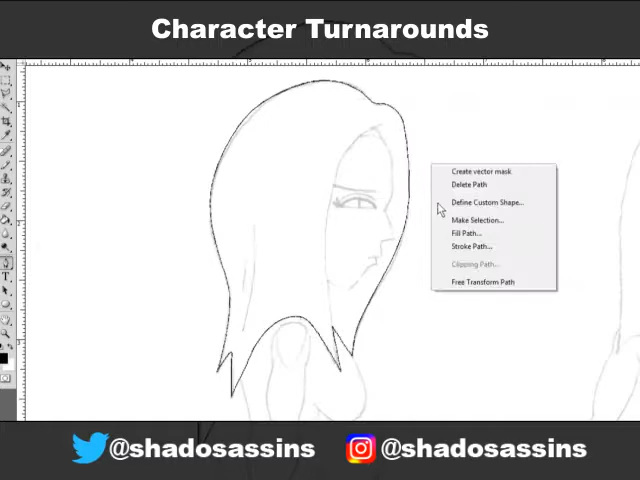 Character Turnarounds
Create vector mask
Delete Path
Define Custom Shape...
Make Selection...
Fill Path...
Stroke Path...
Clipping Path...
Free Transform Path
@shadosassins @shadosassins